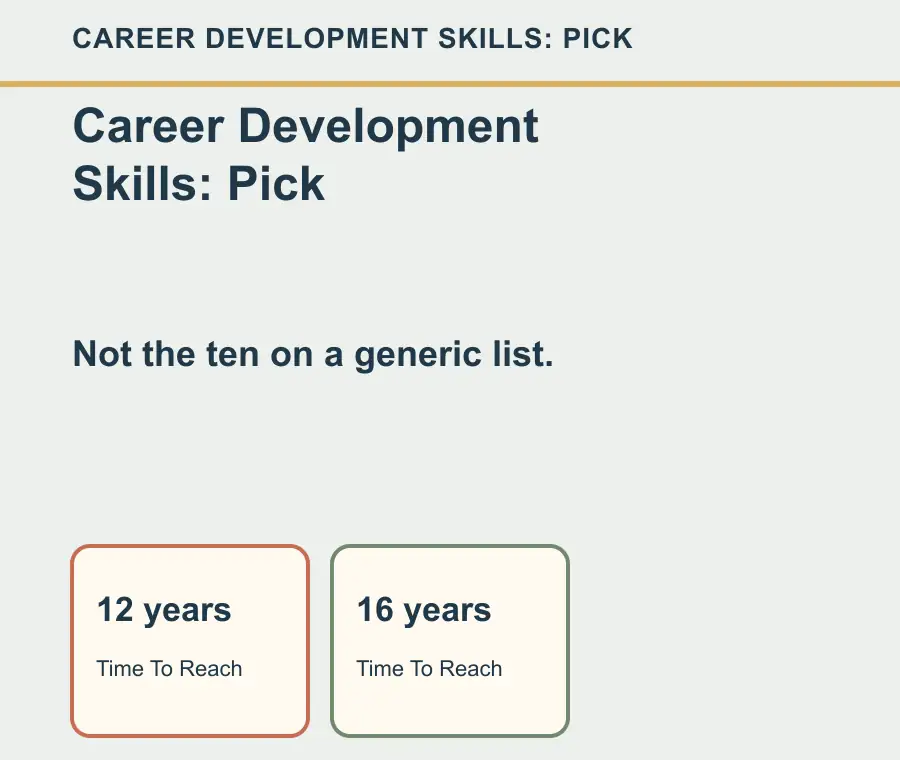 CAREER DEVELOPMENT SKILLS: PICK
Career Development
Skills: Pick
Not the ten on a generic list.
12 years
Time To Reach
16 years
Time To Reach